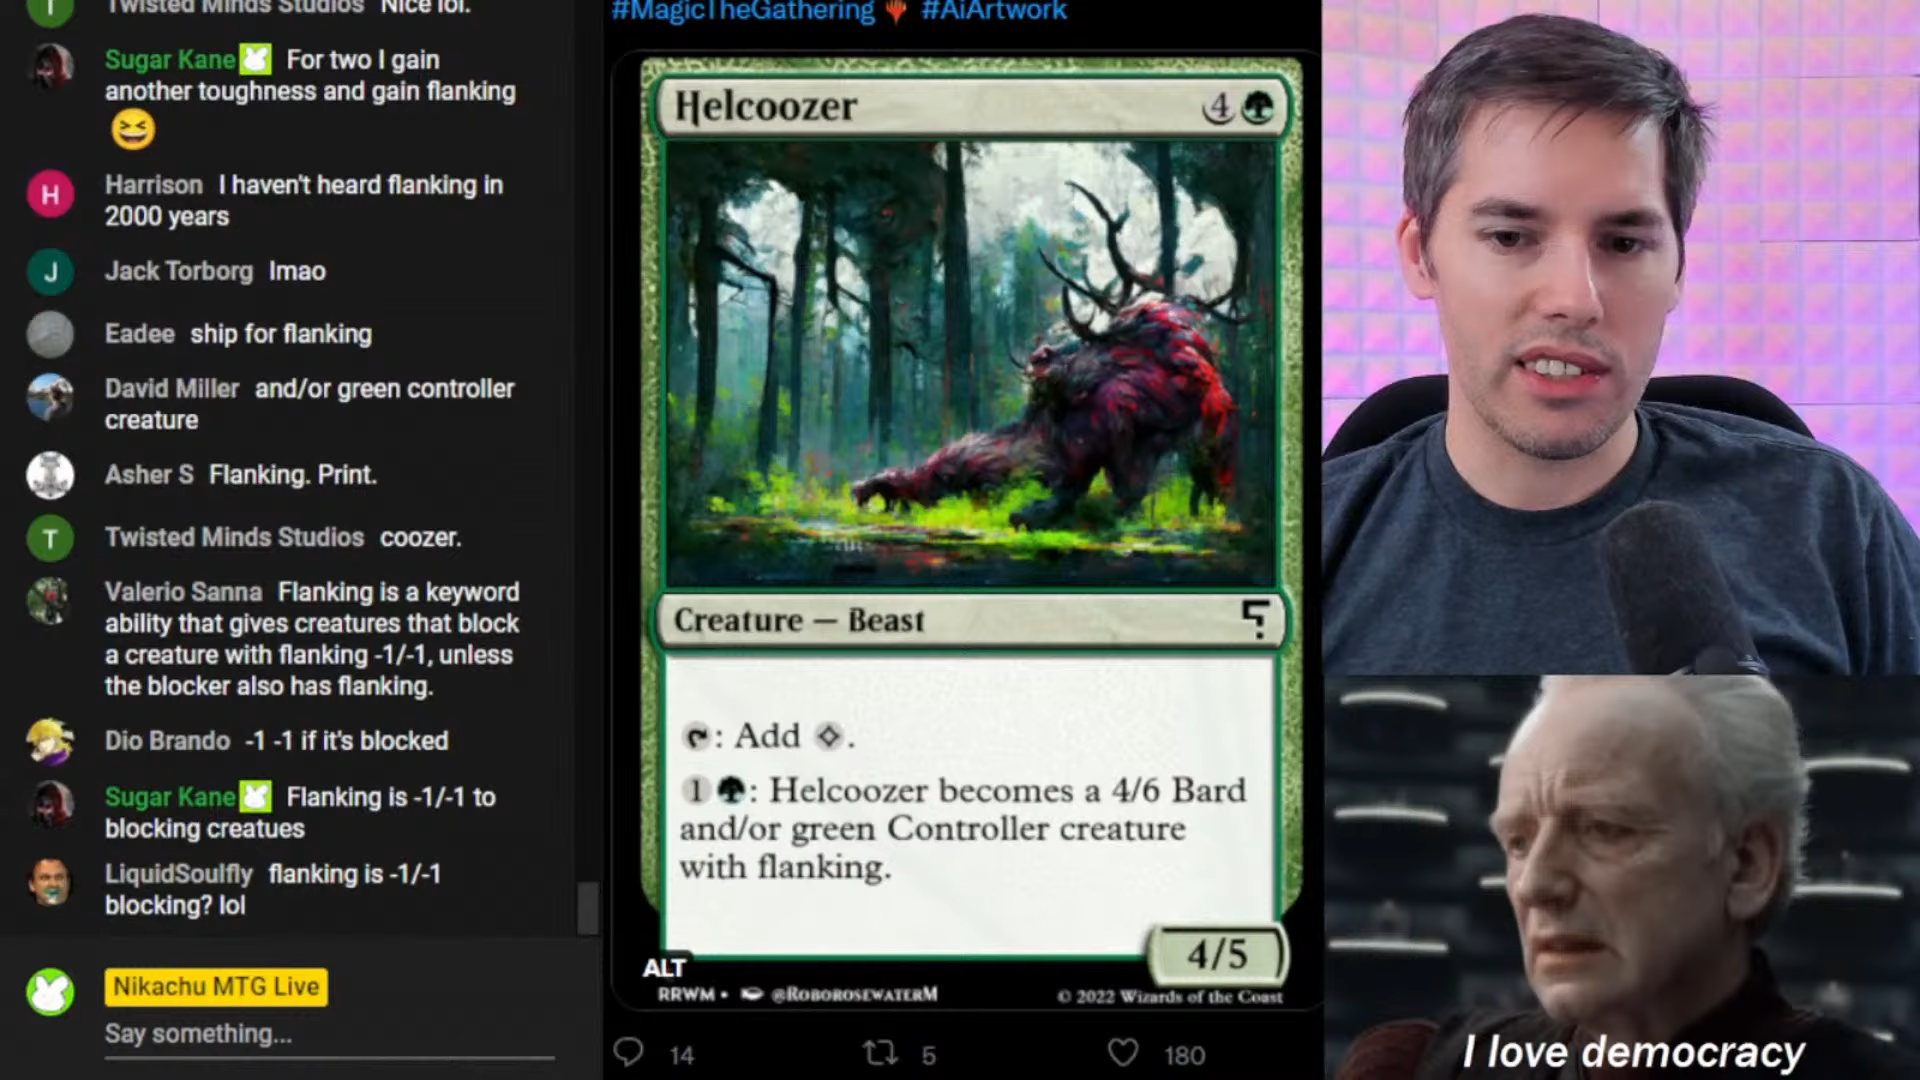 Twisted Minds Studios Nice lol.
Sugar Kane For two I gain
another toughness and gain flanking
Harrison I haven't heard flanking in
2000 years
Jack Torborg lmao
Eadee ship for flanking
David Miller and/or green controller
creature
Asher S Flanking. Print.
Twisted Minds Studios coozer.
Valerio Sanna Flanking is a keyword
ability that gives creatures that block
a creature with flanking -1/-1, unless
the blocker also has flanking.
Dio Brando -1 -1 if it's blocked
Sugar Kane Flanking is -1/-1 to
blocking creatues
LiquidSoulfly flanking is -1/-1
blocking? lol
Nikachu MTG Live
Say something...
#MagicTheGathering #AiArtwork
Helcoozer 4
Creature — Beast
: Add .
1 : Helcoozer becomes a 4/6 Bard
and/or green Controller creature
with flanking.
4/5
ALT
RRWM • @RoborosewaterM © 2022 Wizards of the Coast
14 5 180
I love democracy
H
J
T
T
T